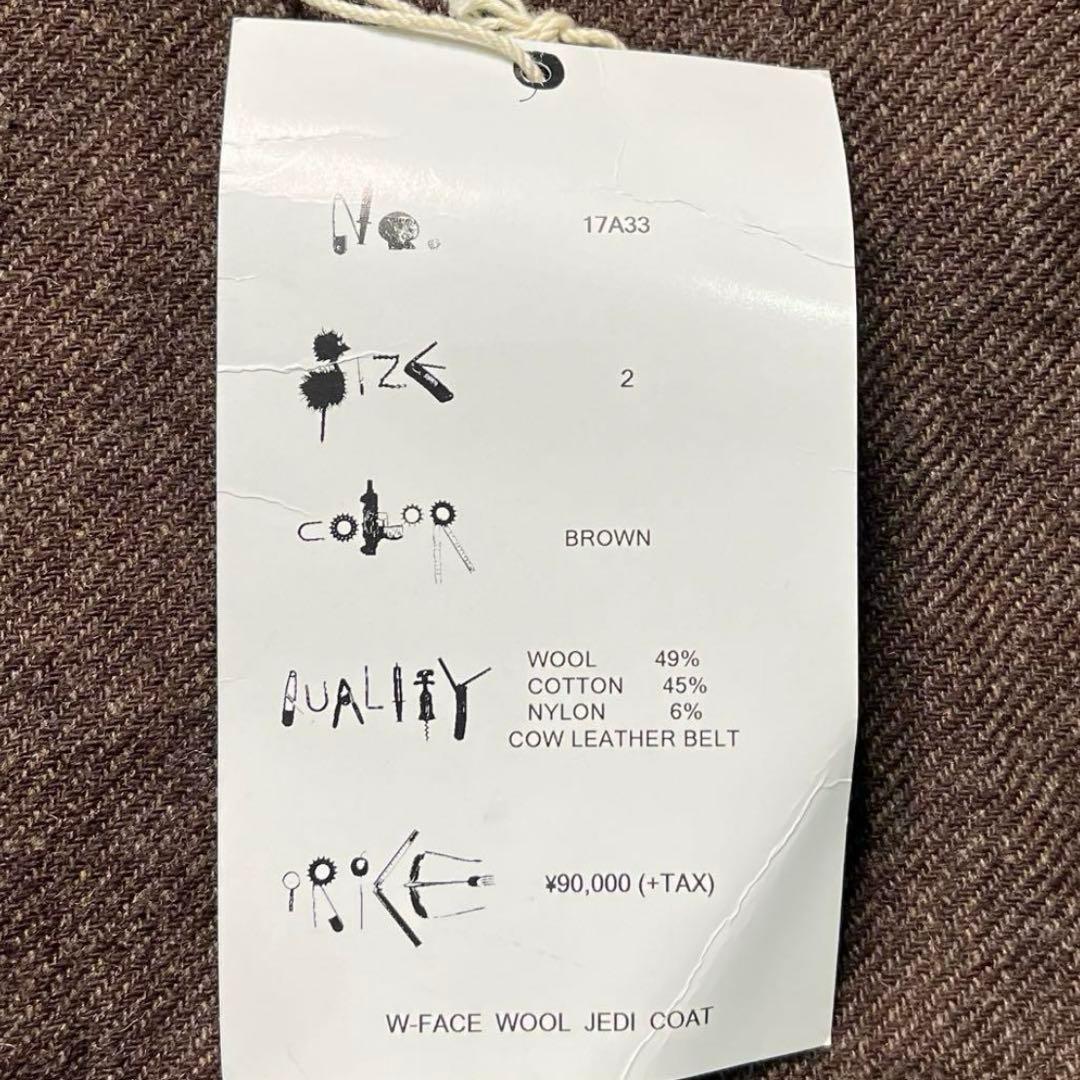 No. 17A33
SIZE 2
COLOR BROWN
QUALITY WOOL 49%
COTTON 45%
NYLON 6%
COW LEATHER BELT
PRICE ¥90,000 (+TAX)
W-FACE WOOL JEDI COAT